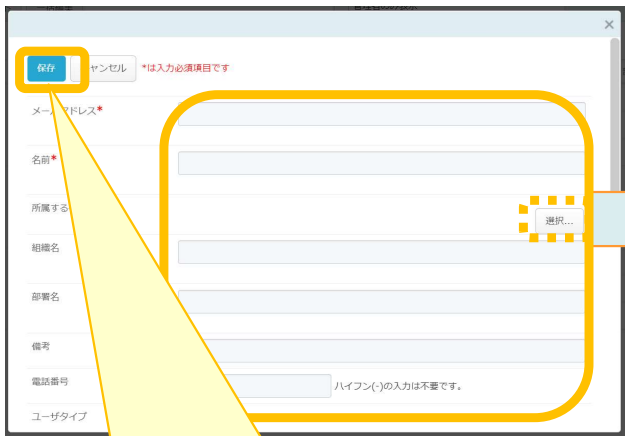 ×
保存 ャンセル *は入力必須項目です
メールアドレス*
名前*
所属する
選択...
組織名
部署名
備考
電話番号 ハイフン(-)の入力は不要です。
ユーザタイプ